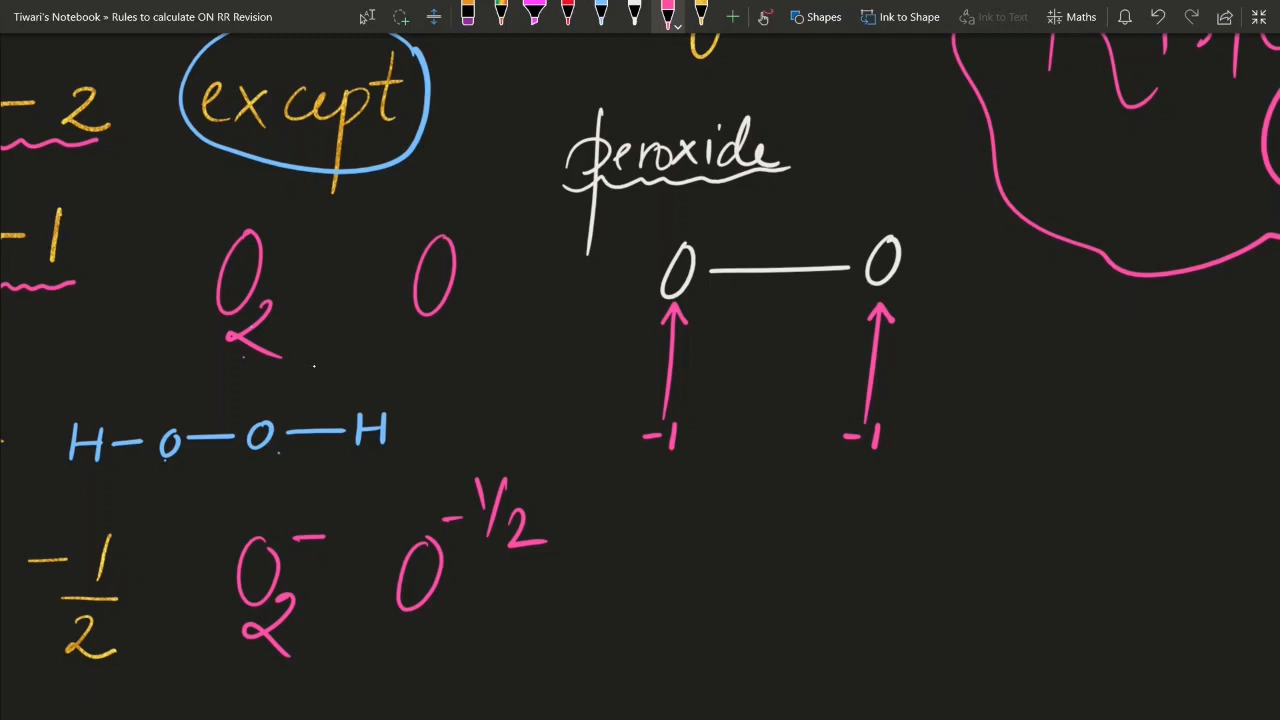 Tiwari's Notebook » Rules to calculate ON RR Revision
Shapes
Ink to Shape
Ink to Text
Maths
-2
except
peroxide
-1
O2 O
O — O
-1 -1
H-O-O-H
-1/2
O2⁻ O-1/2